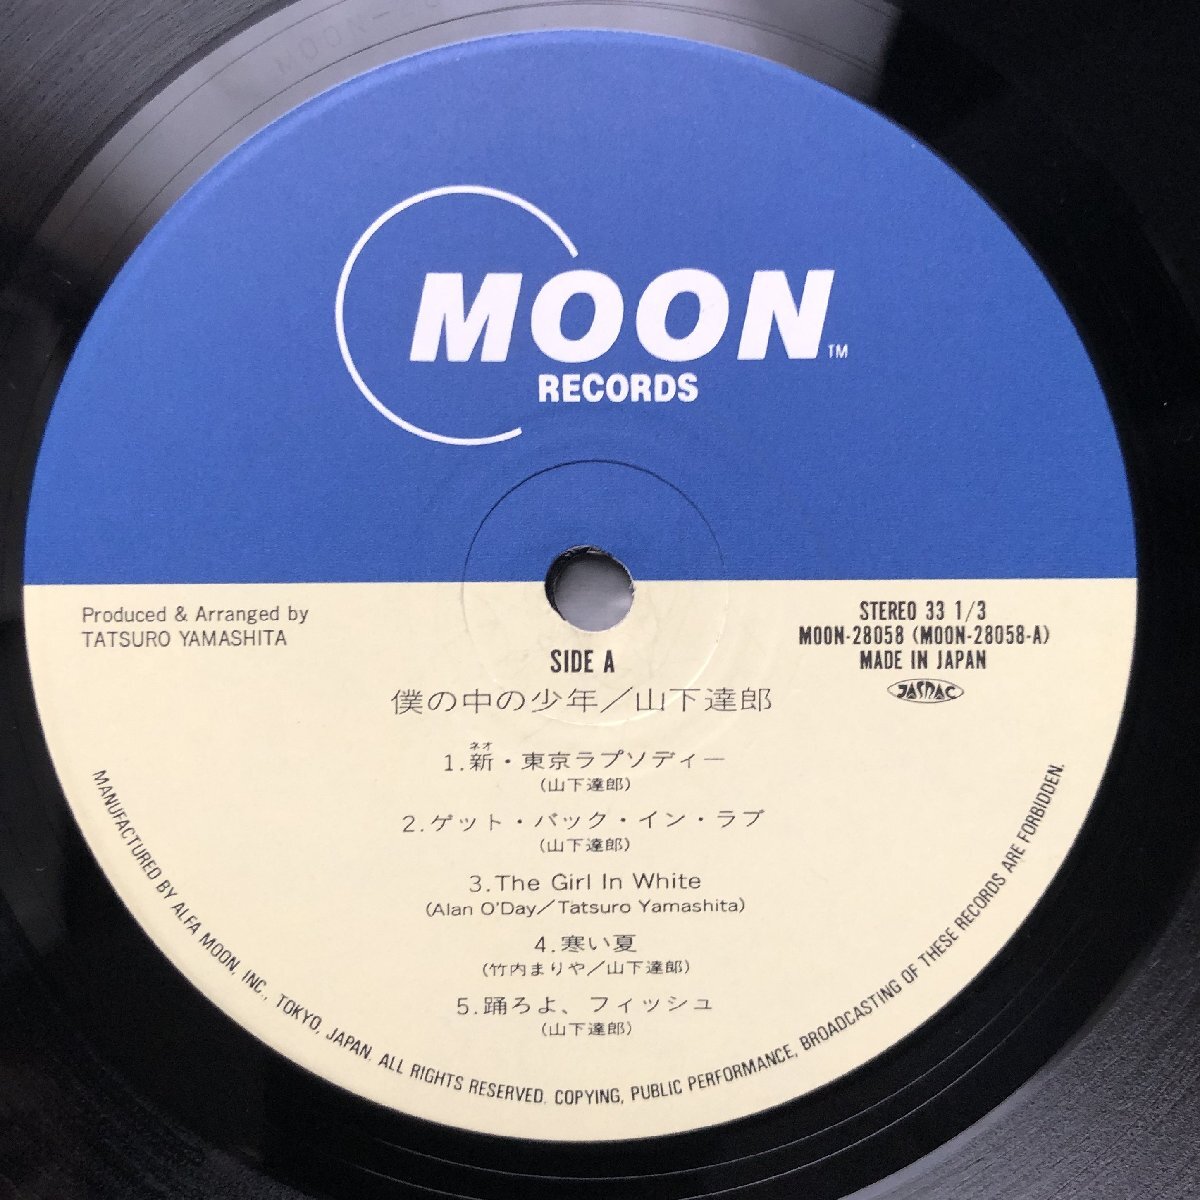 MOON
TM
RECORDS
Produced & Arranged by
TATSURO YAMASHITA
STEREO 33 1/3
MOON-28058 (MOON-28058-A)
MADE IN JAPAN
JASRAC
SIDE A
僕の中の少年／山下達郎
ネオ
1.新・東京ラプソディー
(山下達郎)
2.ゲット・バック・イン・ラブ
(山下達郎)
3.The Girl In White
(Alan O'Day／Tatsuro Yamashita)
4.寒い夏
(竹内まりや／山下達郎)
5.踊ろよ、フィッシュ
(山下達郎)
MANUFACTURED BY ALFA MOON, INC., TOKYO, JAPAN. ALL RIGHTS RESERVED. COPYING, PUBLIC PERFORMANCE, BROADCASTING OF THESE RECORDS ARE FORBIDDEN.